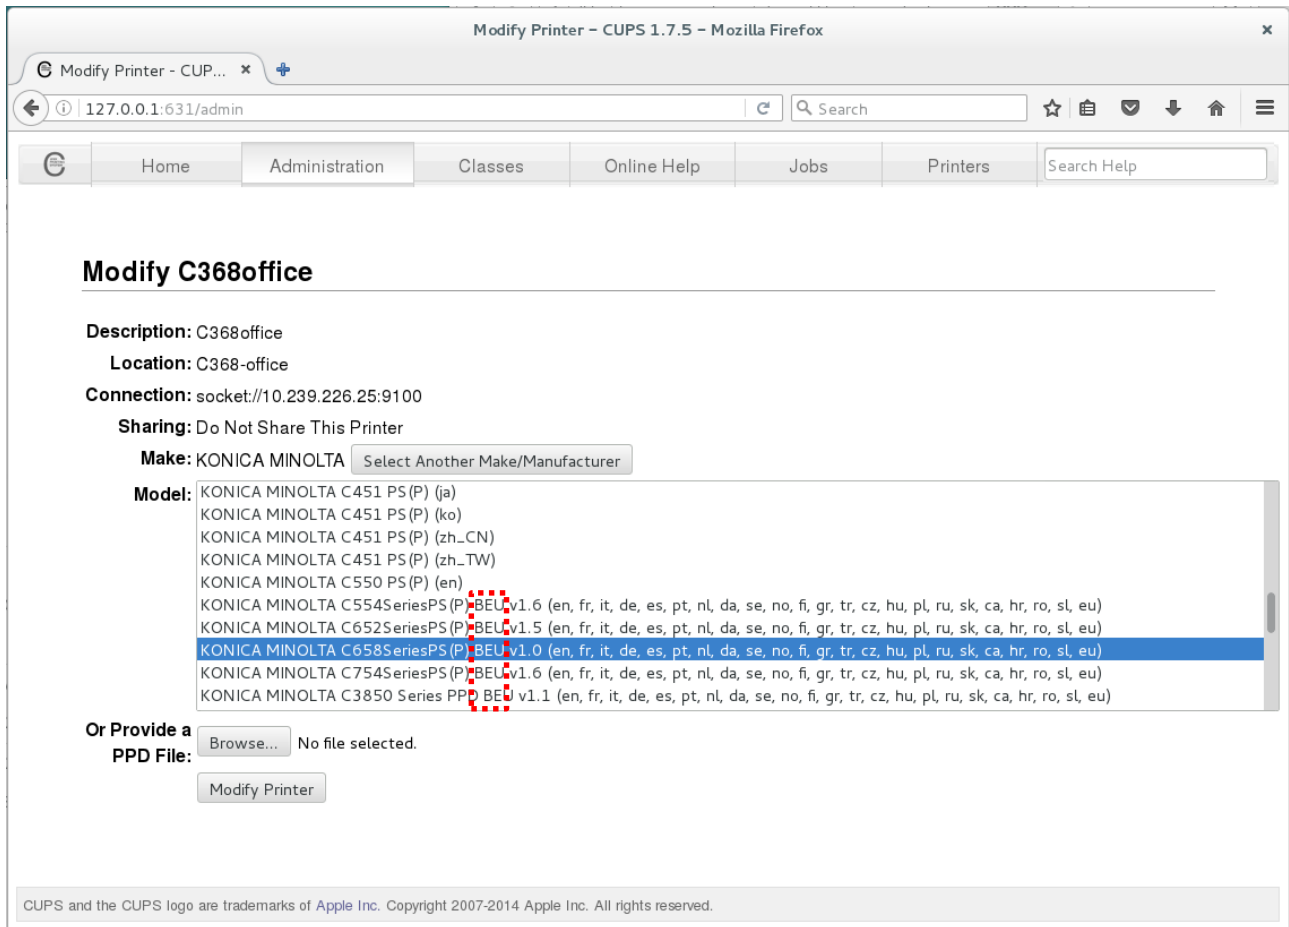 Modify Printer – CUPS 1.7.5 – Mozilla Firefox
Modify Printer - CUP...
127.0.0.1:631/admin
Search
Home
Administration
Classes
Online Help
Jobs
Printers
Search Help
Modify C368office
Description: C368office
Location: C368-office
Connection: socket://10.239.226.25:9100
Sharing: Do Not Share This Printer
Make: KONICA MINOLTA Select Another Make/Manufacturer
Model: KONICA MINOLTA C451 PS(P) (ja)
KONICA MINOLTA C451 PS(P) (ko)
KONICA MINOLTA C451 PS(P) (zh_CN)
KONICA MINOLTA C451 PS(P) (zh_TW)
KONICA MINOLTA C550 PS(P) (en)
KONICA MINOLTA C554SeriesPS(P) BEU v1.6 (en, fr, it, de, es, pt, nl, da, se, no, fi, gr, tr, cz, hu, pl, ru, sk, ca, hr, ro, sl, eu)
KONICA MINOLTA C652SeriesPS(P) BEU v1.5 (en, fr, it, de, es, pt, nl, da, se, no, fi, gr, tr, cz, hu, pl, ru, sk, ca, hr, ro, sl, eu)
KONICA MINOLTA C658SeriesPS(P) BEU v1.0 (en, fr, it, de, es, pt, nl, da, se, no, fi, gr, tr, cz, hu, pl, ru, sk, ca, hr, ro, sl, eu)
KONICA MINOLTA C754SeriesPS(P) BEU v1.6 (en, fr, it, de, es, pt, nl, da, se, no, fi, gr, tr, cz, hu, pl, ru, sk, ca, hr, ro, sl, eu)
KONICA MINOLTA C3850 Series PPD BEU v1.1 (en, fr, it, de, es, pt, nl, da, se, no, fi, gr, tr, cz, hu, pl, ru, sk, ca, hr, ro, sl, eu)
Or Provide a
PPD File: Browse... No file selected.
Modify Printer
CUPS and the CUPS logo are trademarks of Apple Inc. Copyright 2007-2014 Apple Inc. All rights reserved.